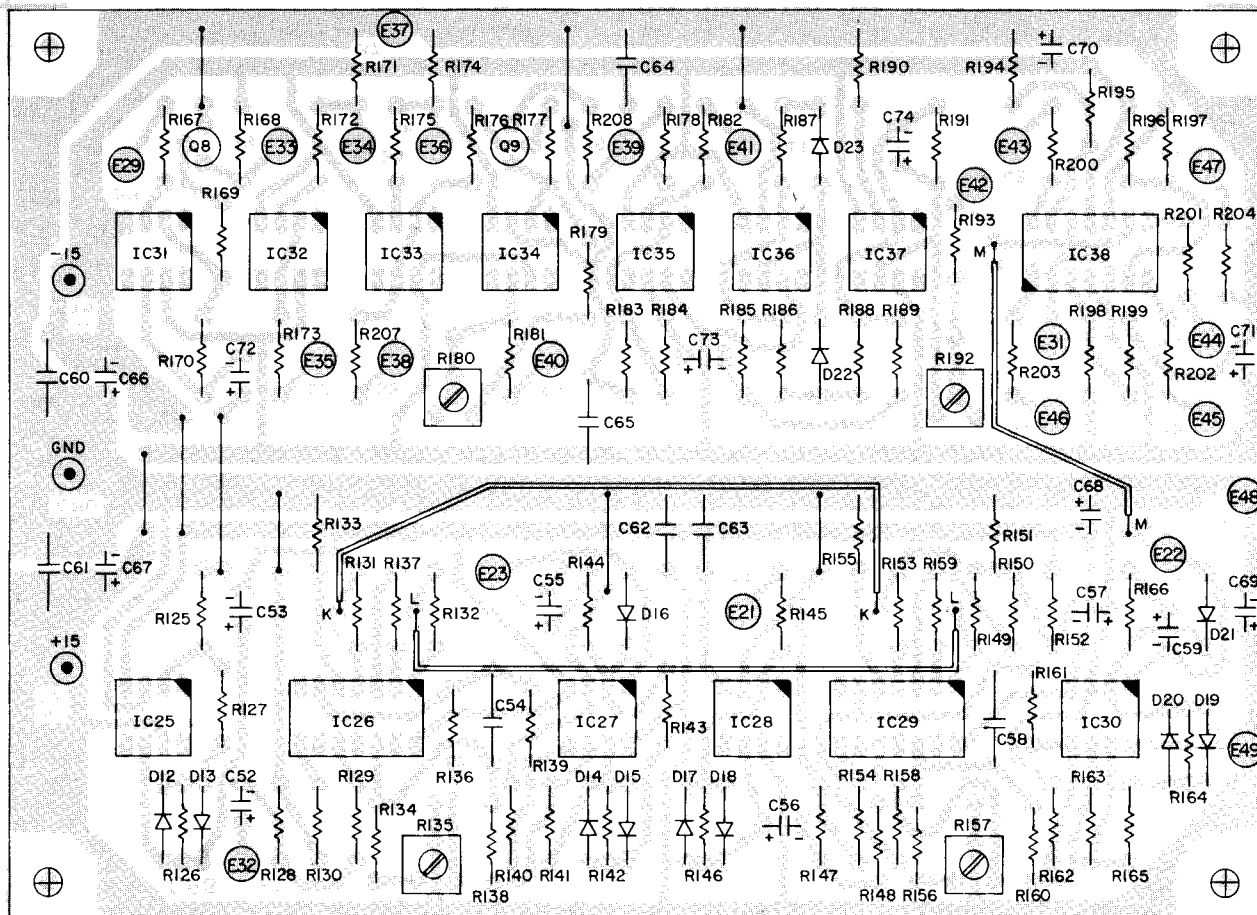 E37
R171 R174 C64 R190 R194 C70
R195
R167 R168 R172 R175 R176 R177 R208 R178 R182 R187 C74 R191 R196 R197
E29 Q8 E33 E34 E36 Q9 E39 E41 D23 E43 R200 E47
R169 E42
R193 R201 R204
R179
-15 IC31 IC32 IC33 IC34 IC35 IC36 IC37 M IC38
R183 R184 R185 R186 R188 R189 R198 R199
R170 C72 R173 E35 R207 E38 R180 R181 E40 C73 D22 R192 R203 E31 R202 E44 C71
C60 C66
C65 E46 E45
GND
C68 E48
R133 C62 C63 R155 R151 M
E22
C61 C67 R131 R137 E23 C55 R144 R153 R159 R150 C57 R166 C69
R125 C53 K L R132 D16 E21 R145 K L R149 R152 C59 D21
+15
R161
IC25 R127 IC26 C54 IC27 R143 IC28 IC29 C58 IC30 D20 D19
R136 R139 E49
D12 D13 C52 R129 D14 D15 D17 D18 R154 R158 R163
R164
R134 R135 C56 R157
R126 E32 R128 R130 R138 R140 R141 R142 R146 R147 R148 R156 R160 R162 R165